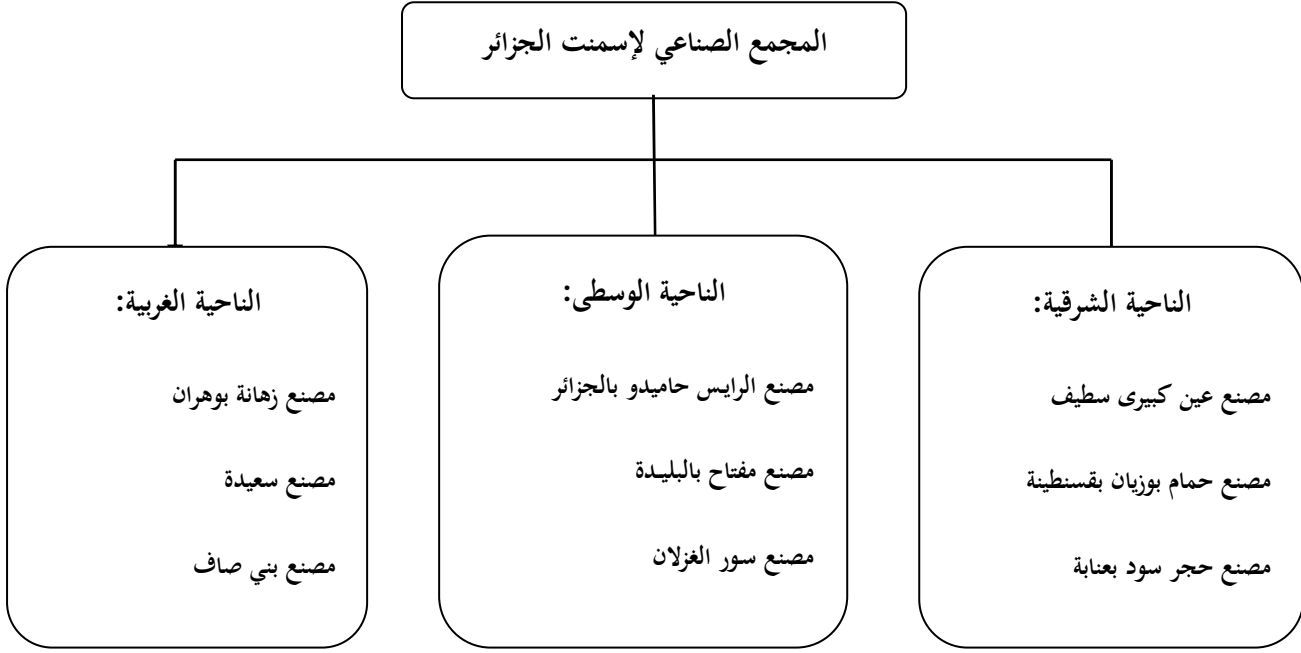 المجمع الصناعي لإسمنت الجزائر
الناحية الشرقية:
مصنع عين كبيرى سطيف
مصنع حمام بوزيان بقسنطينة
مصنع حجر سود بعنابة
الناحية الوسطى:
مصنع الرايس حاميدو بالجزائر
مصنع مفتاح بالبليـدة
مصنع سور الغزلان
الناحية الغربية:
مصنع زهانة بوهران
مصنع سعيدة
مصنع بني صاف